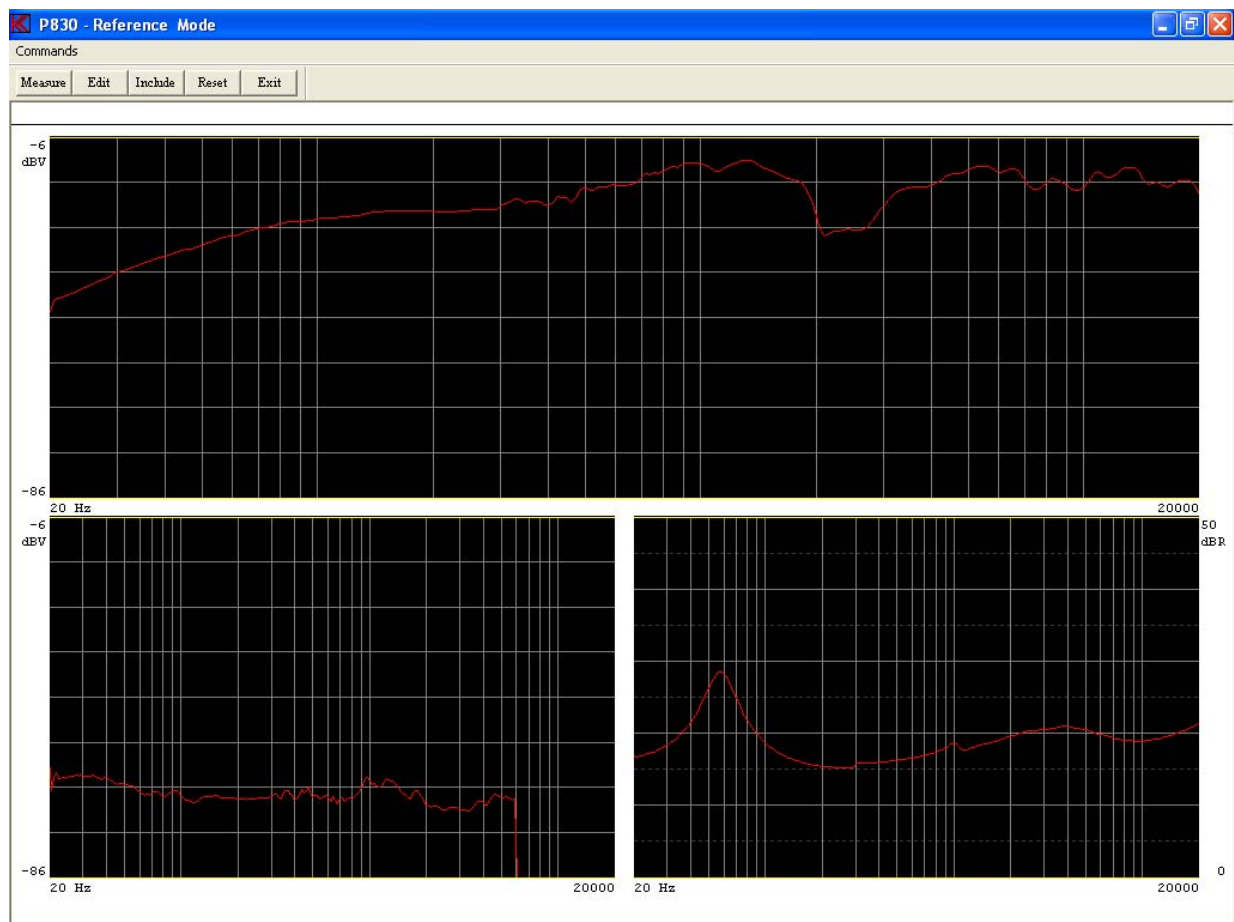 P830 - Reference Mode
Commands
Measure Edit Include Reset Exit
-6
dBV
-86
20 Hz 20000
-6
dBV
-86
20 Hz 20000
50
dBR
0
20 Hz 20000